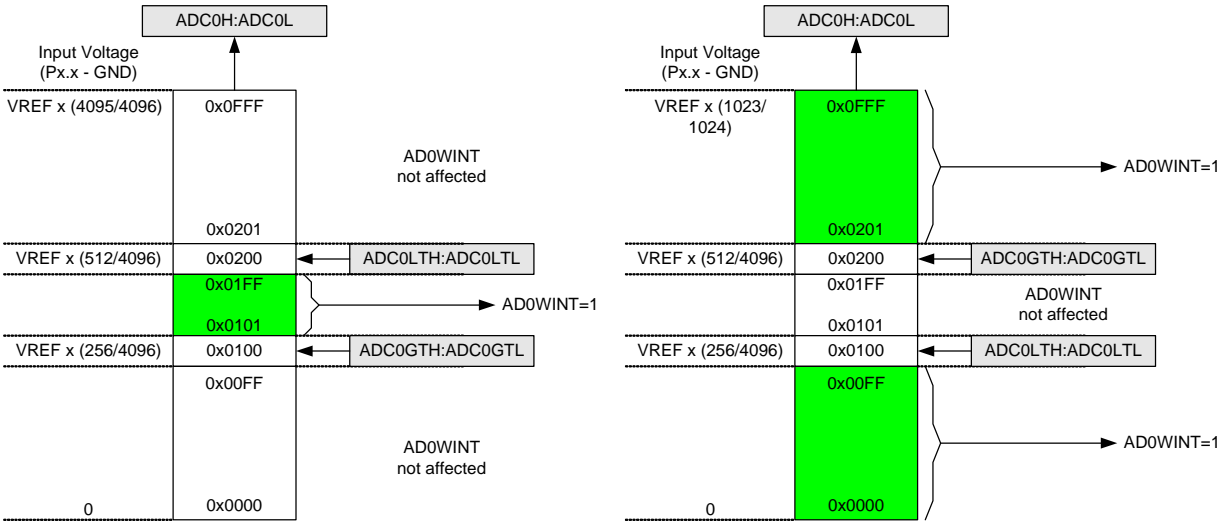 ADC0H:ADC0L
Input Voltage
(Px.x - GND)
VREF x (4095/4096)
0x0FFF
AD0WINT
not affected
0x0201
VREF x (512/4096)
0x0200
ADC0LTH:ADC0LTL
0x01FF
AD0WINT=1
0x0101
VREF x (256/4096)
0x0100
ADC0GTH:ADC0GTL
0x00FF
AD0WINT
not affected
0
0x0000
ADC0H:ADC0L
Input Voltage
(Px.x - GND)
VREF x (1023/
1024)
0x0FFF
AD0WINT=1
0x0201
VREF x (512/4096)
0x0200
ADC0GTH:ADC0GTL
0x01FF
AD0WINT
not affected
0x0101
VREF x (256/4096)
0x0100
ADC0LTH:ADC0LTL
0x00FF
AD0WINT=1
0
0x0000